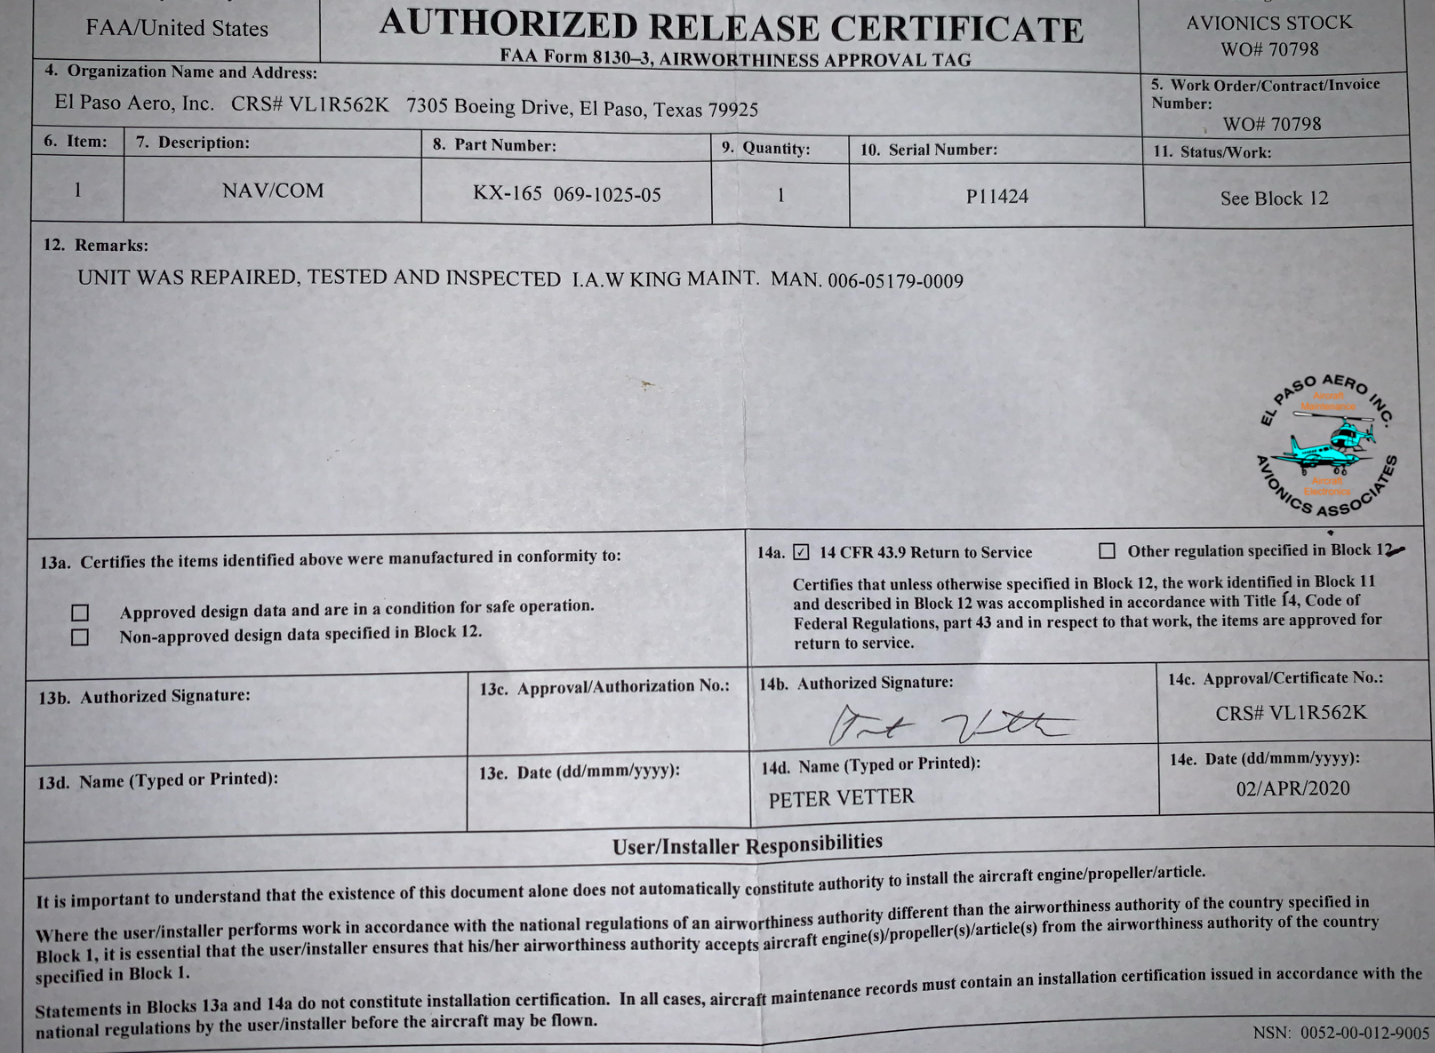 FAA/United States
AUTHORIZED RELEASE CERTIFICATE
FAA Form 8130–3, AIRWORTHINESS APPROVAL TAG
AVIONICS STOCK
WO# 70798
4. Organization Name and Address:
El Paso Aero, Inc. CRS# VL1R562K 7305 Boeing Drive, El Paso, Texas 79925
5. Work Order/Contract/Invoice
Number:
WO# 70798
6. Item:
7. Description:
8. Part Number:
9. Quantity:
10. Serial Number:
11. Status/Work:
1
NAV/COM
KX-165 069-1025-05
1
P11424
See Block 12
12. Remarks:
UNIT WAS REPAIRED, TESTED AND INSPECTED I.A.W KING MAINT. MAN. 006-05179-0009
EL PASO AERO INC.
Aircraft
Maintenance
Aircraft
Electronics
AVIONICS ASSOCIATES
13a. Certifies the items identified above were manufactured in conformity to:
Approved design data and are in a condition for safe operation.
Non-approved design data specified in Block 12.
14a. ✓ 14 CFR 43.9 Return to Service
Other regulation specified in Block 12
Certifies that unless otherwise specified in Block 12, the work identified in Block 11
and described in Block 12 was accomplished in accordance with Title 14, Code of
Federal Regulations, part 43 and in respect to that work, the items are approved for
return to service.
13b. Authorized Signature:
13c. Approval/Authorization No.:
14b. Authorized Signature:
14c. Approval/Certificate No.:
CRS# VL1R562K
13d. Name (Typed or Printed):
13e. Date (dd/mmm/yyyy):
14d. Name (Typed or Printed):
PETER VETTER
14e. Date (dd/mmm/yyyy):
02/APR/2020
User/Installer Responsibilities
It is important to understand that the existence of this document alone does not automatically constitute authority to install the aircraft engine/propeller/article.
Where the user/installer performs work in accordance with the national regulations of an airworthiness authority different than the airworthiness authority of the country specified in
Block 1, it is essential that the user/installer ensures that his/her airworthiness authority accepts aircraft engine(s)/propeller(s)/article(s) from the airworthiness authority of the country
specified in Block 1.
Statements in Blocks 13a and 14a do not constitute installation certification. In all cases, aircraft maintenance records must contain an installation certification issued in accordance with the
national regulations by the user/installer before the aircraft may be flown.
NSN: 0052-00-012-9005